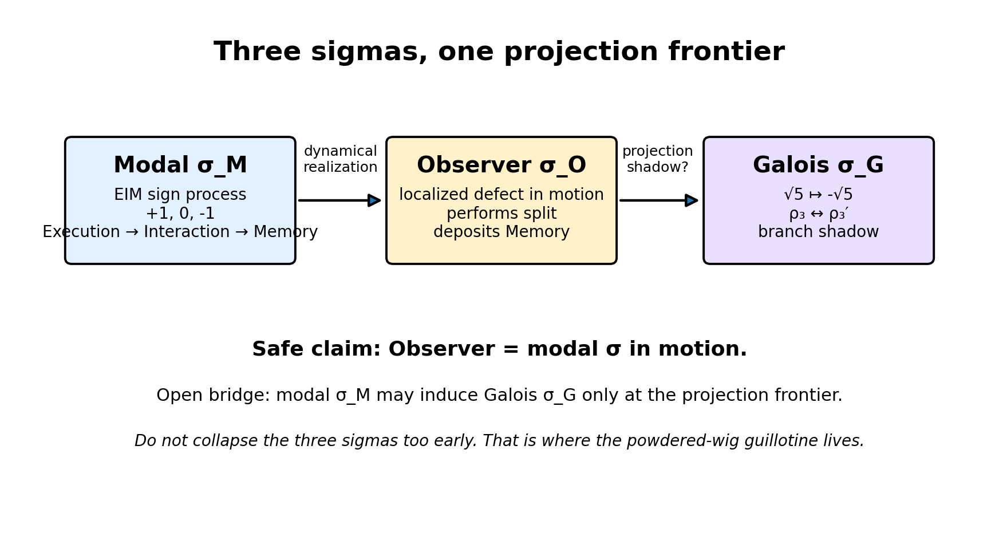 Three sigmas, one projection frontier
Modal σ_M
EIM sign process
+1, 0, -1
Execution → Interaction → Memory
dynamical
realization
Observer σ_O
localized defect in motion
performs split
deposits Memory
projection
shadow?
Galois σ_G
√5 ↦ -√5
ρ₃ ↔ ρ₃′
branch shadow
Safe claim: Observer = modal σ in motion.
Open bridge: modal σ_M may induce Galois σ_G only at the projection frontier.
Do not collapse the three sigmas too early. That is where the powdered-wig guillotine lives.